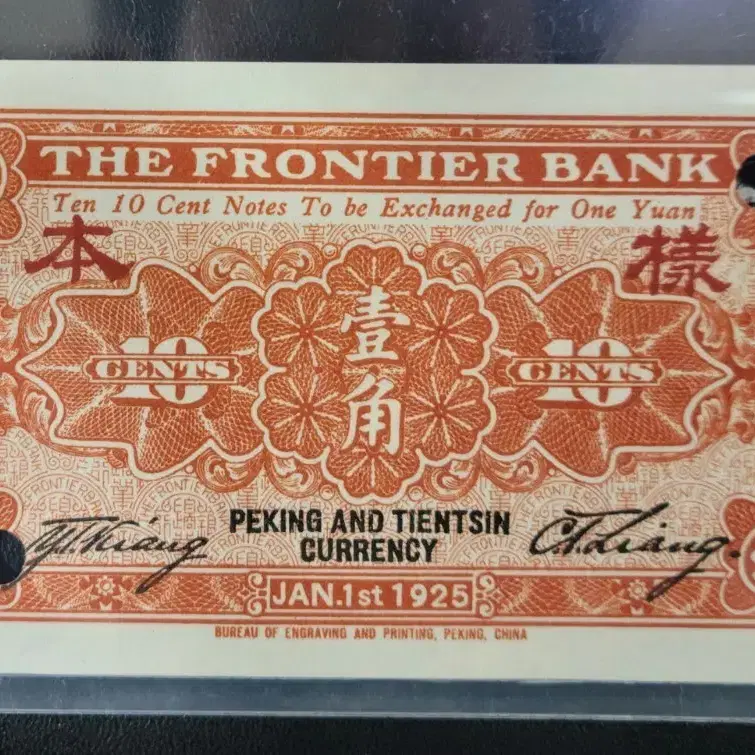 THE FRONTIER BANK
Ten 10 Cent Notes To be Exchanged for One Yuan
本 樣
壹角
10 CENTS 10 CENTS
PEKING AND TIENTSIN
CURRENCY
JAN.1st 1925
BUREAU OF ENGRAVING AND PRINTING, PEKING, CHINA